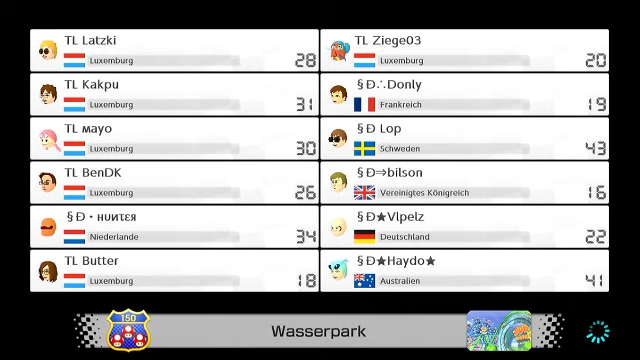 TL Latzki
Luxemburg
28
TL Kakpu
Luxemburg
31
TL мayo
Luxemburg
30
TL BenDK
Luxemburg
26
§Ð・нυитεя
Niederlande
34
TL Butter
Luxemburg
18
TL Ziege03
Luxemburg
20
§Ð∴Donly
Frankreich
19
§Ð Lop
Schweden
43
§Ð⇒bilson
Vereinigtes Königreich
16
§Ð★Vlpelz
Deutschland
22
§Ð★Haydo★
Australien
41
150
Wasserpark